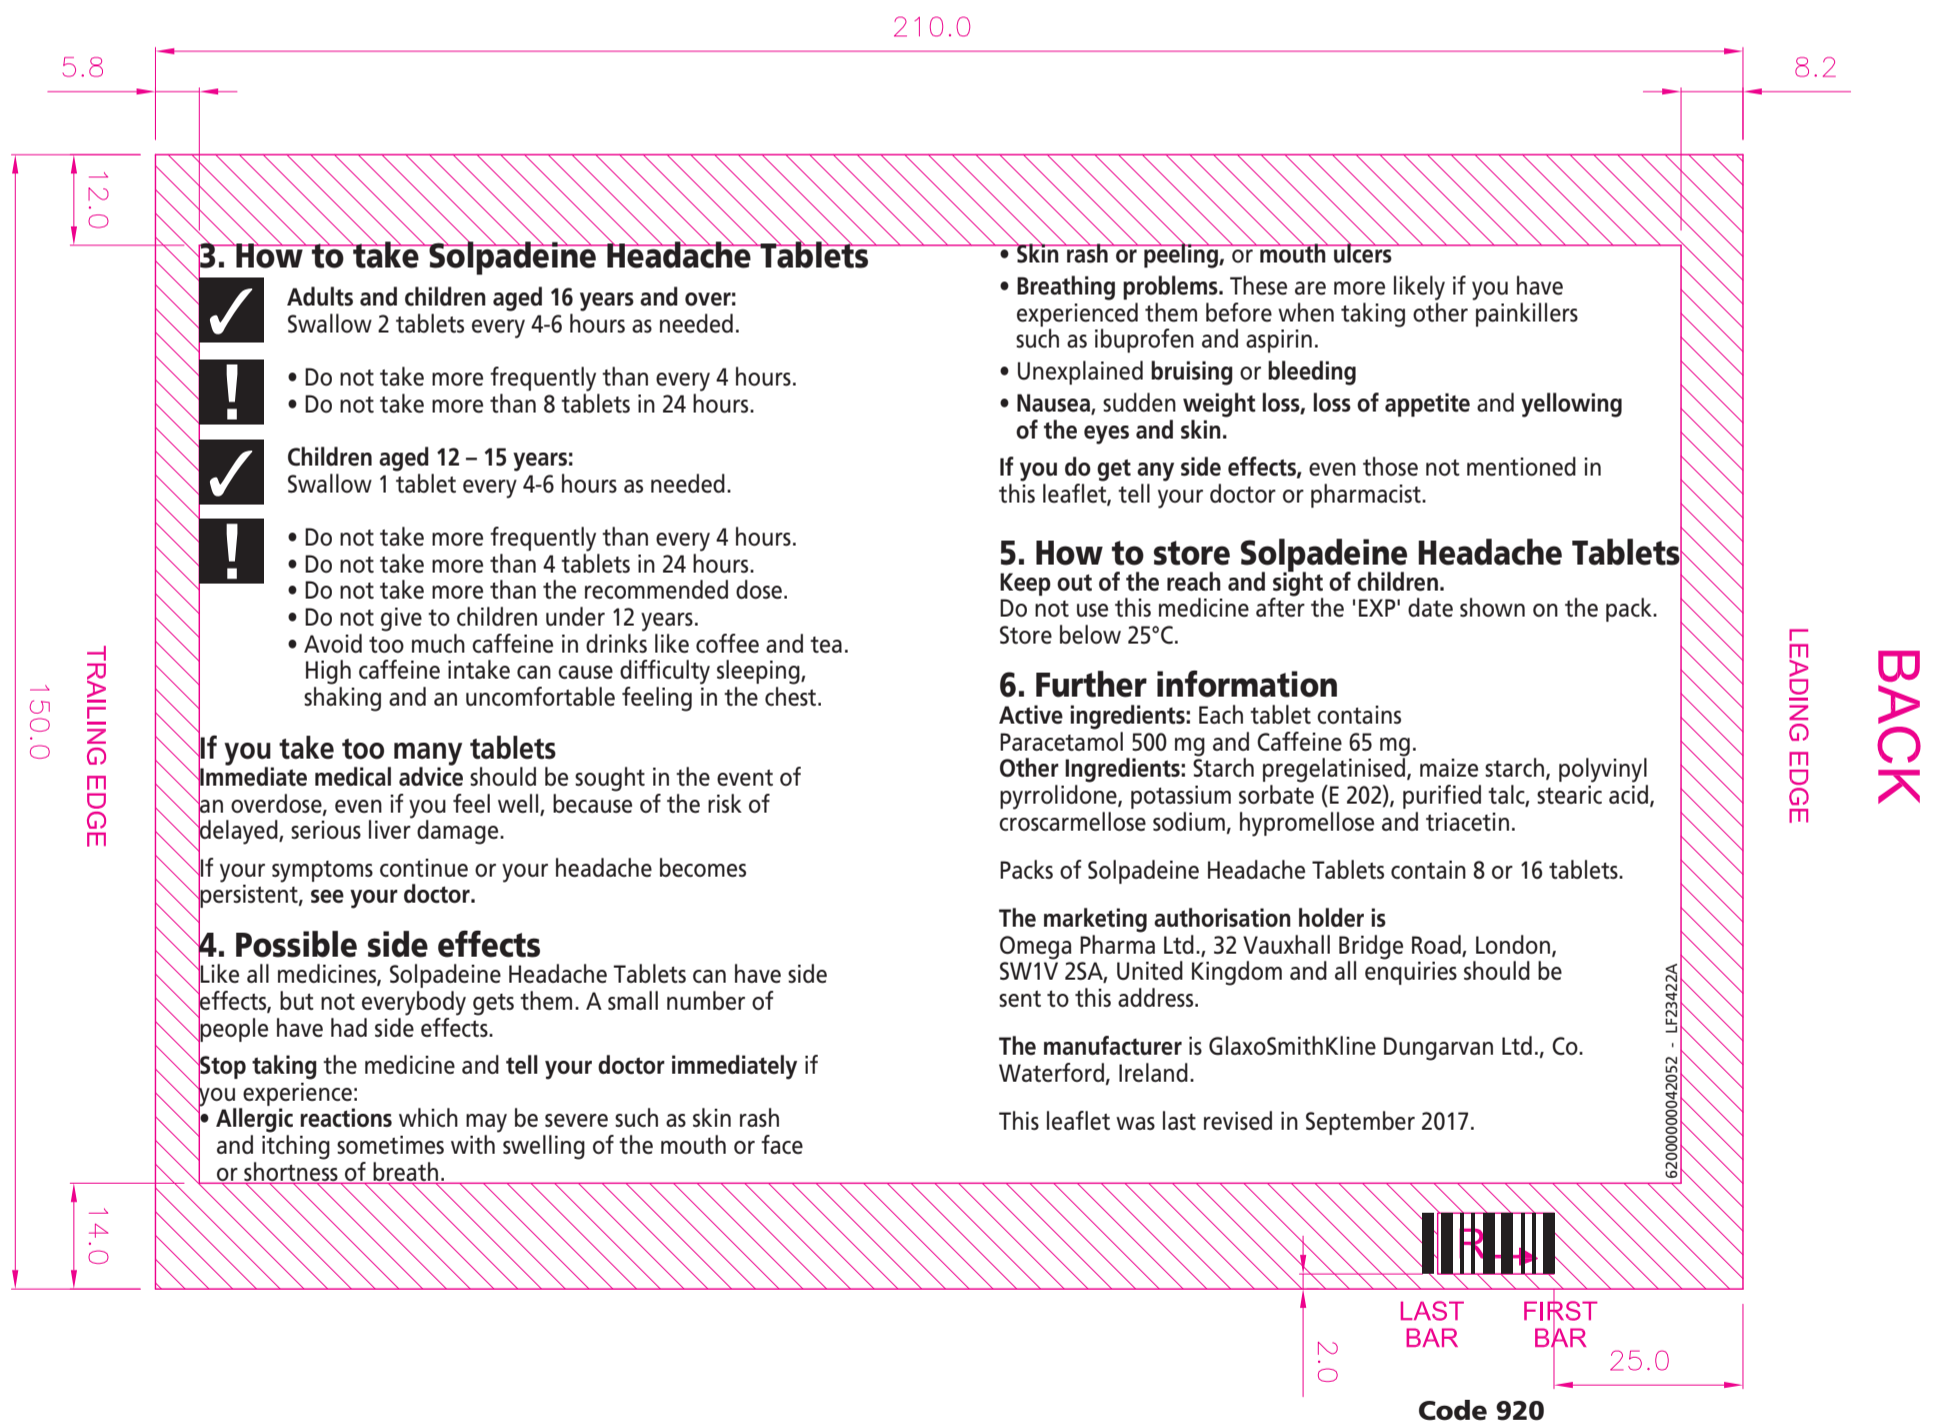 210.0
5.8
8.2
12.0
3. How to take Solpadeine Headache Tablets
Adults and children aged 16 years and over:
Swallow 2 tablets every 4-6 hours as needed.
!
• Do not take more frequently than every 4 hours.
• Do not take more than 8 tablets in 24 hours.
Children aged 12 – 15 years:
Swallow 1 tablet every 4-6 hours as needed.
!
• Do not take more frequently than every 4 hours.
• Do not take more than 4 tablets in 24 hours.
• Do not take more than the recommended dose.
• Do not give to children under 12 years.
• Avoid too much caffeine in drinks like coffee and tea.
High caffeine intake can cause difficulty sleeping,
shaking and an uncomfortable feeling in the chest.
If you take too many tablets
Immediate medical advice should be sought in the event of
an overdose, even if you feel well, because of the risk of
delayed, serious liver damage.
If your symptoms continue or your headache becomes
persistent, see your doctor.
4. Possible side effects
Like all medicines, Solpadeine Headache Tablets can have side
effects, but not everybody gets them. A small number of
people have had side effects.
Stop taking the medicine and tell your doctor immediately if
you experience:
• Allergic reactions which may be severe such as skin rash
and itching sometimes with swelling of the mouth or face
or shortness of breath.
• Skin rash or peeling, or mouth ulcers
• Breathing problems. These are more likely if you have
experienced them before when taking other painkillers
such as ibuprofen and aspirin.
• Unexplained bruising or bleeding
• Nausea, sudden weight loss, loss of appetite and yellowing
of the eyes and skin.
If you do get any side effects, even those not mentioned in
this leaflet, tell your doctor or pharmacist.
5. How to store Solpadeine Headache Tablets
Keep out of the reach and sight of children.
Do not use this medicine after the 'EXP' date shown on the pack.
Store below 25°C.
6. Further information
Active ingredients: Each tablet contains
Paracetamol 500 mg and Caffeine 65 mg.
Other Ingredients: Starch pregelatinised, maize starch, polyvinyl
pyrrolidone, potassium sorbate (E 202), purified talc, stearic acid,
croscarmellose sodium, hypromellose and triacetin.
Packs of Solpadeine Headache Tablets contain 8 or 16 tablets.
The marketing authorisation holder is
Omega Pharma Ltd., 32 Vauxhall Bridge Road, London,
SW1V 2SA, United Kingdom and all enquiries should be
sent to this address.
The manufacturer is GlaxoSmithKline Dungarvan Ltd., Co.
Waterford, Ireland.
This leaflet was last revised in September 2017.
6200000042052 - LF23422A
150.0
TRAILING EDGE
LEADING EDGE
BACK
14.0
R
LAST
BAR
FIRST
BAR
2.0
25.0
Code 920